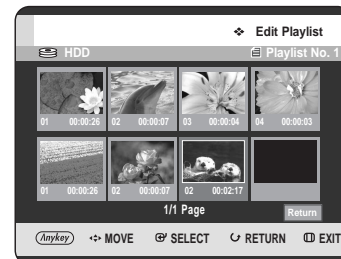 ❖ Edit Playlist
HDD Playlist No. 1
01 00:00:26 02 00:00:07 03 00:00:04 04 00:00:03
01 00:00:26 02 00:00:07 02 00:02:17
1/1 Page Return
Anykey MOVE SELECT RETURN EXIT